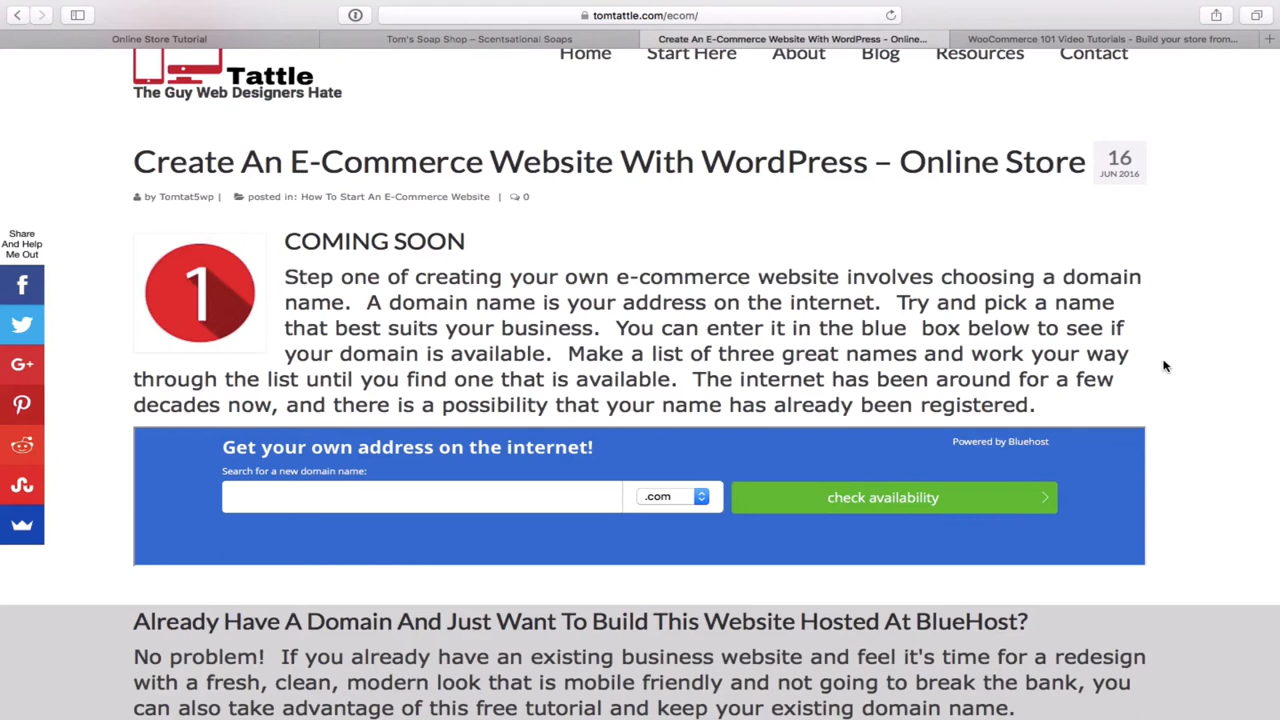 tomtattle.com/ecom/
Online Store Tutorial
Tom's Soap Shop – Scentsational Soaps
Create An E-Commerce Website With WordPress - Online...
WooCommerce 101 Video Tutorials - Build your store from...
Tattle
The Guy Web Designers Hate
Home
Start Here
About
Blog
Resources
Contact
Create An E-Commerce Website With WordPress – Online Store
16
JUN 2016
by Tomtat5wp | posted in: How To Start An E-Commerce Website | 0
Share
And Help
Me Out
1
COMING SOON
Step one of creating your own e-commerce website involves choosing a domain
name. A domain name is your address on the internet. Try and pick a name
that best suits your business. You can enter it in the blue box below to see if
your domain is available. Make a list of three great names and work your way
through the list until you find one that is available. The internet has been around for a few
decades now, and there is a possibility that your name has already been registered.
Get your own address on the internet!
Powered by Bluehost
Search for a new domain name:
.com
check availability
Already Have A Domain And Just Want To Build This Website Hosted At BlueHost?
No problem! If you already have an existing business website and feel it's time for a redesign
with a fresh, clean, modern look that is mobile friendly and not going to break the bank, you
can also take advantage of this free tutorial and keep your existing domain name.